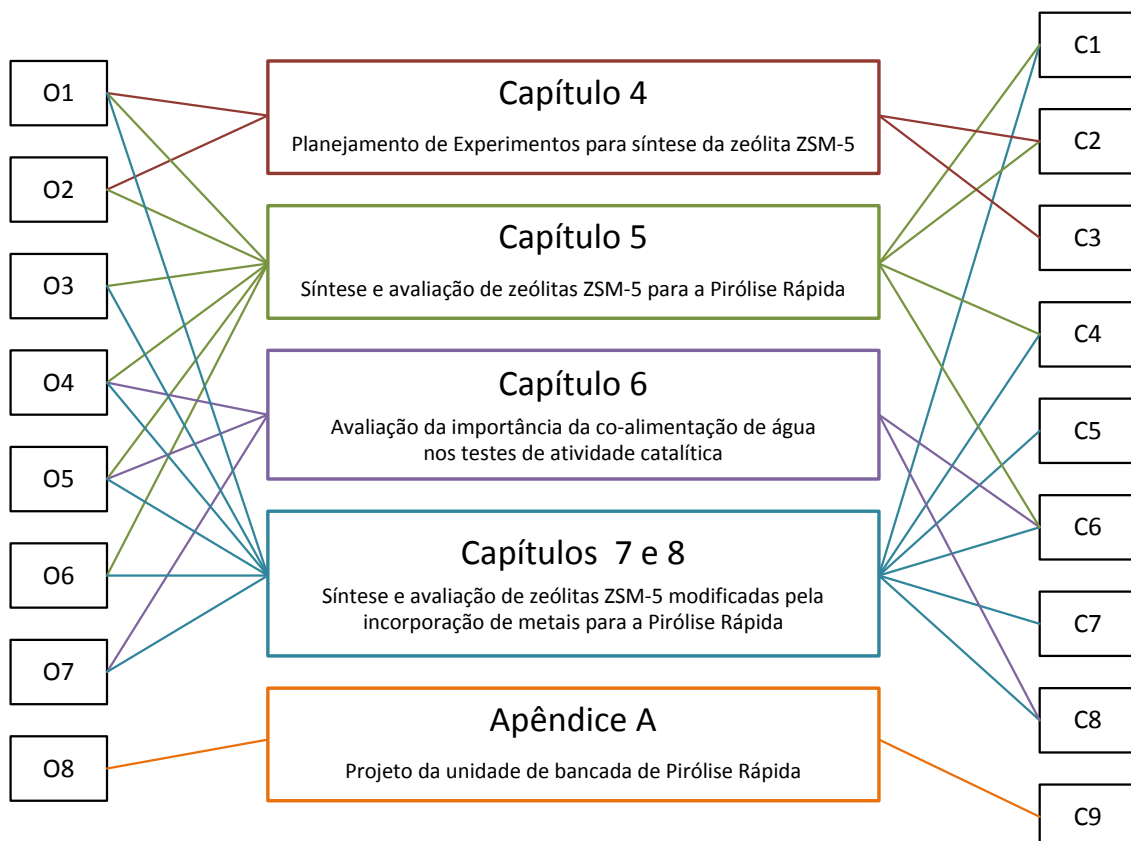 O1
O2
O3
O4
O5
O6
O7
O8
Capítulo 4
Planejamento de Experimentos para síntese da zeólita ZSM-5
Capítulo 5
Síntese e avaliação de zeólitas ZSM-5 para a Pirólise Rápida
Capítulo 6
Avaliação da importância da co-alimentação de água
nos testes de atividade catalítica
Capítulos 7 e 8
Síntese e avaliação de zeólitas ZSM-5 modificadas pela
incorporação de metais para a Pirólise Rápida
Apêndice A
Projeto da unidade de bancada de Pirólise Rápida
C1
C2
C3
C4
C5
C6
C7
C8
C9